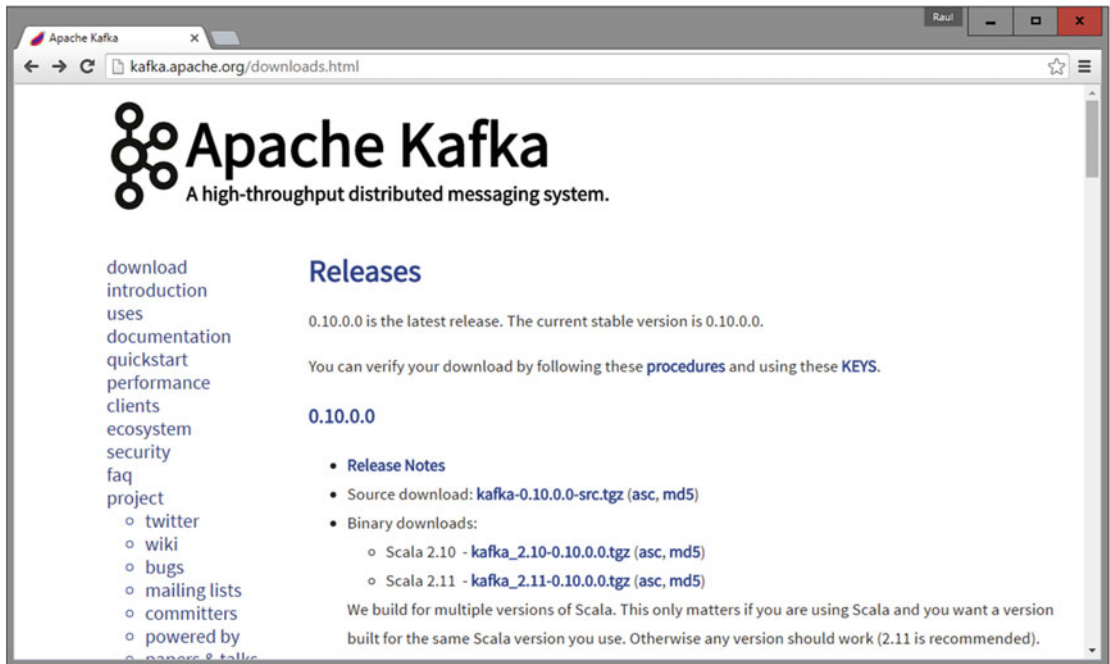 Raul
Apache Kafka
kafka.apache.org/downloads.html
Apache Kafka
A high-throughput distributed messaging system.
download
introduction
uses
documentation
quickstart
performance
clients
ecosystem
security
faq
project
twitter
wiki
bugs
mailing lists
committers
powered by
papers & talks
Releases
0.10.0.0 is the latest release. The current stable version is 0.10.0.0.
You can verify your download by following these procedures and using these KEYS.
0.10.0.0
Release Notes
Source download: kafka-0.10.0.0-src.tgz (asc, md5)
Binary downloads:
Scala 2.10 - kafka_2.10-0.10.0.0.tgz (asc, md5)
Scala 2.11 - kafka_2.11-0.10.0.0.tgz (asc, md5)
We build for multiple versions of Scala. This only matters if you are using Scala and you want a version
built for the same Scala version you use. Otherwise any version should work (2.11 is recommended).